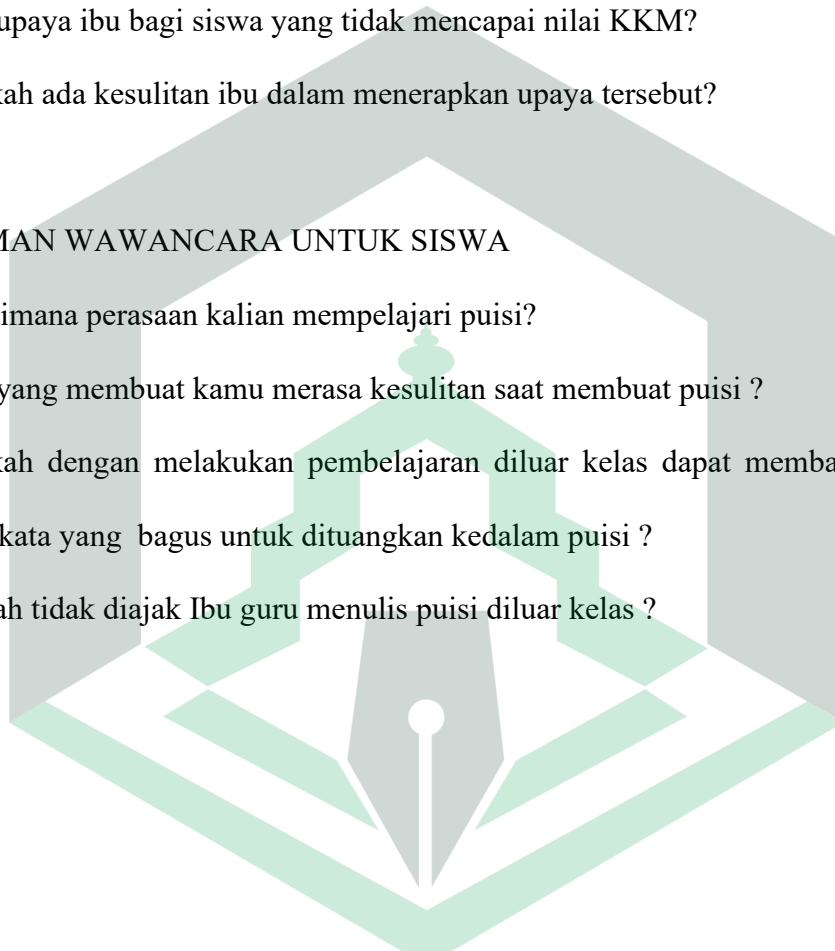 upaya ibu bagi siswa yang tidak mencapai nilai KKM?
kah ada kesulitan ibu dalam menerapkan upaya tersebut?
MAN WAWANCARA UNTUK SISWA
imana perasaan kalian mempelajari puisi?
yang membuat kamu merasa kesulitan saat membuat puisi ?
kah dengan melakukan pembelajaran diluar kelas dapat memba
kata yang bagus untuk dituangkan kedalam puisi ?
ah tidak diajak Ibu guru menulis puisi diluar kelas ?